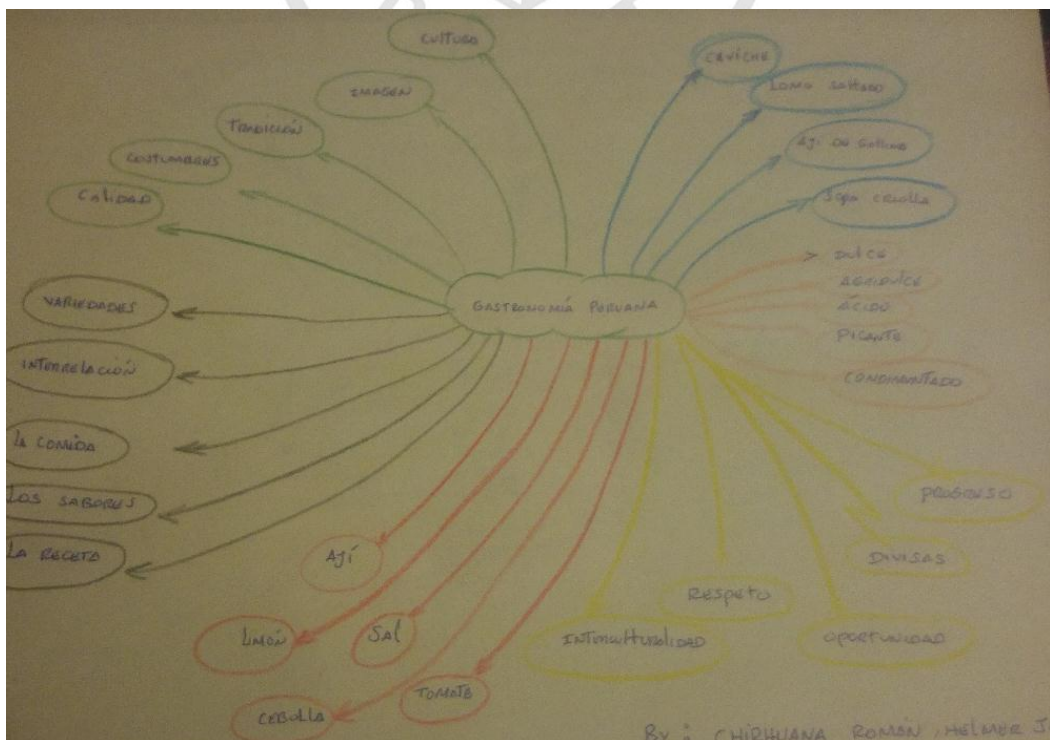 CULTURA
IMAGEN
TRADICIÓN
COSTUMBRES
CALIDAD
CEVICHE
LOMO SALTADO
AJI DE GALLINA
SOPA CRIOLLA
DULCE
AGRIDULCE
ÁCIDO
PICANTE
CONDIMENTADO
GASTRONOMÍA PERUANA
VARIEDADES
INTERRELACIÓN
LA COMIDA
LOS SABORES
LA RECETA
AJÍ
LIMÓN
SAL
CEBOLLA
TOMATE
INTERCULTURALIDAD
RESPETO
OPORTUNIDAD
DIVISAS
PROGRESO
BY : CHIPHUANA ROMÁN, HELMER J